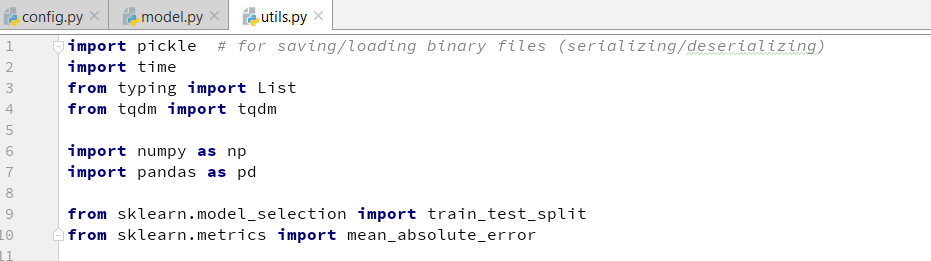 config.py model.py utils.py
1 import pickle # for saving/loading binary files (serializing/deserializing)
2 import time
3 from typing import List
4 from tqdm import tqdm
5
6 import numpy as np
7 import pandas as pd
8
9 from sklearn.model_selection import train_test_split
10 from sklearn.metrics import mean_absolute_error
11